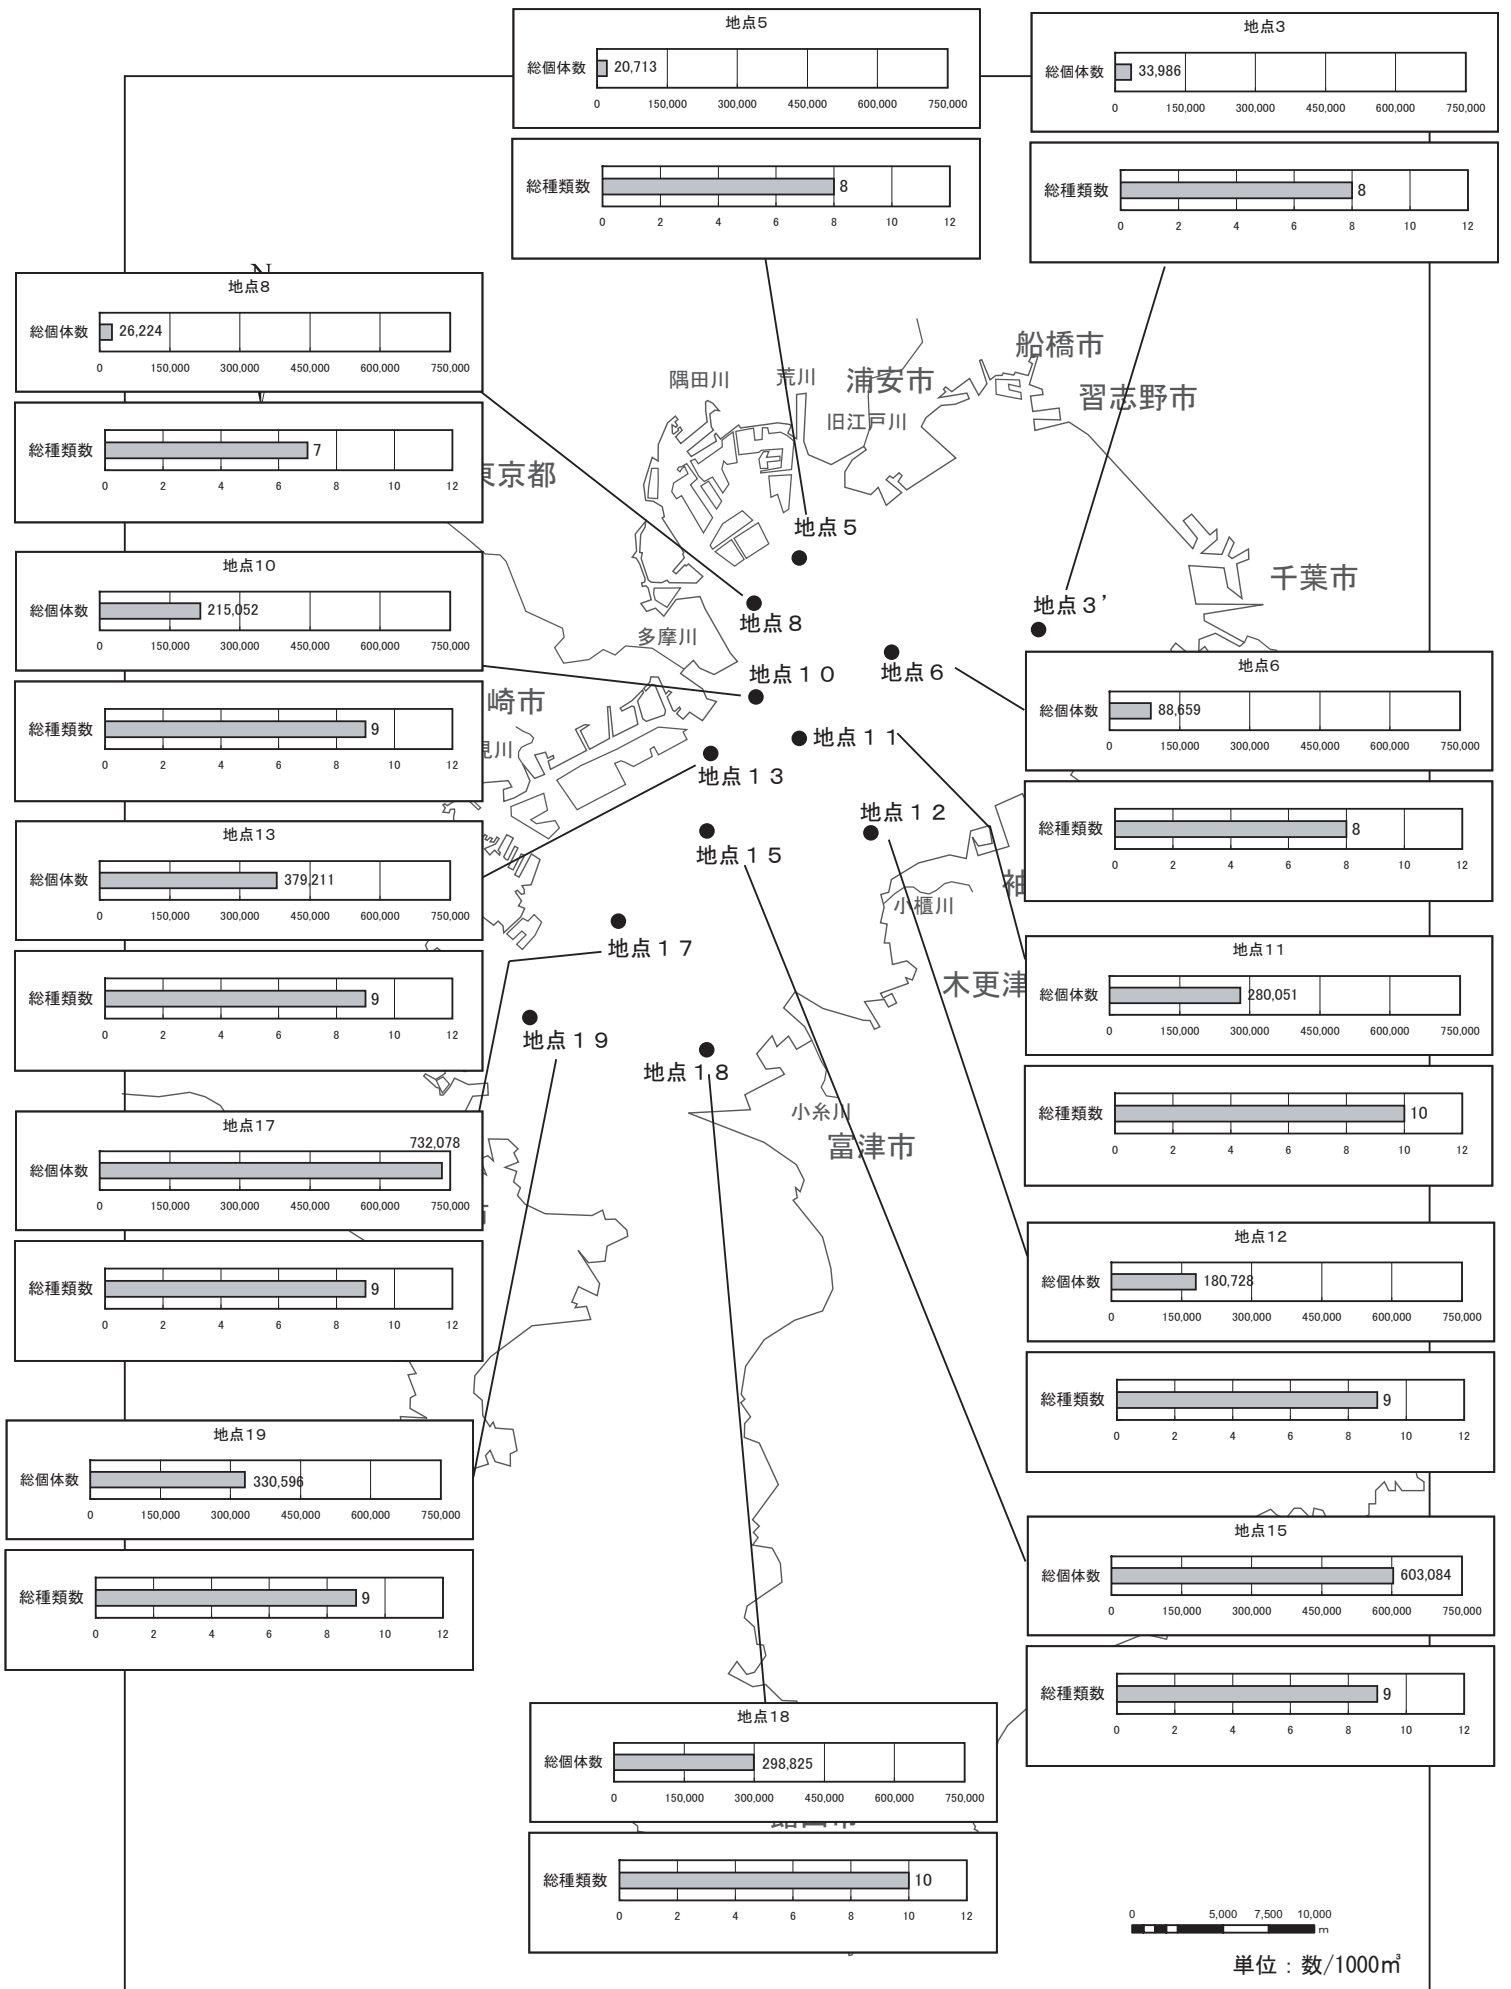 地点5
総個体数 20,713
0 150,000 300,000 450,000 600,000 750,000
総種類数 8
0 2 4 6 8 10 12
地点3
総個体数 33,986
0 150,000 300,000 450,000 600,000 750,000
総種類数 8
0 2 4 6 8 10 12
N
地点8
総個体数 26,224
0 150,000 300,000 450,000 600,000 750,000
総種類数 7
0 2 4 6 8 10 12
地点10
総個体数 215,052
0 150,000 300,000 450,000 600,000 750,000
総種類数 9
0 2 4 6 8 10 12
地点13
総個体数 379,211
0 150,000 300,000 450,000 600,000 750,000
総種類数 9
0 2 4 6 8 10 12
地点17
732,078
総個体数
0 150,000 300,000 450,000 600,000 750,000
総種類数 9
0 2 4 6 8 10 12
地点19
総個体数 330,596
0 150,000 300,000 450,000 600,000 750,000
総種類数 9
0 2 4 6 8 10 12
船橋市
隅田川
荒川
浦安市
習志野市
旧江戸川
京都
地点５
千葉市
地点３’
地点８
多摩川
地点１０
地点６
崎市
地点１１
見川
地点１３
地点１２
地点１５
袖
小櫃川
地点１７
木更津
地点１９
地点１８
小糸川
富津市
地点6
総個体数 88,659
0 150,000 300,000 450,000 600,000 750,000
総種類数 8
0 2 4 6 8 10 12
地点11
総個体数 280,051
0 150,000 300,000 450,000 600,000 750,000
総種類数 10
0 2 4 6 8 10 12
地点12
総個体数 180,728
0 150,000 300,000 450,000 600,000 750,000
総種類数 9
0 2 4 6 8 10 12
地点15
総個体数 603,084
0 150,000 300,000 450,000 600,000 750,000
総種類数 9
0 2 4 6 8 10 12
地点18
総個体数 298,825
0 150,000 300,000 450,000 600,000 750,000
総種類数 10
0 2 4 6 8 10 12
0 5,000 7,500 10,000
m
単位：数/1000㎥